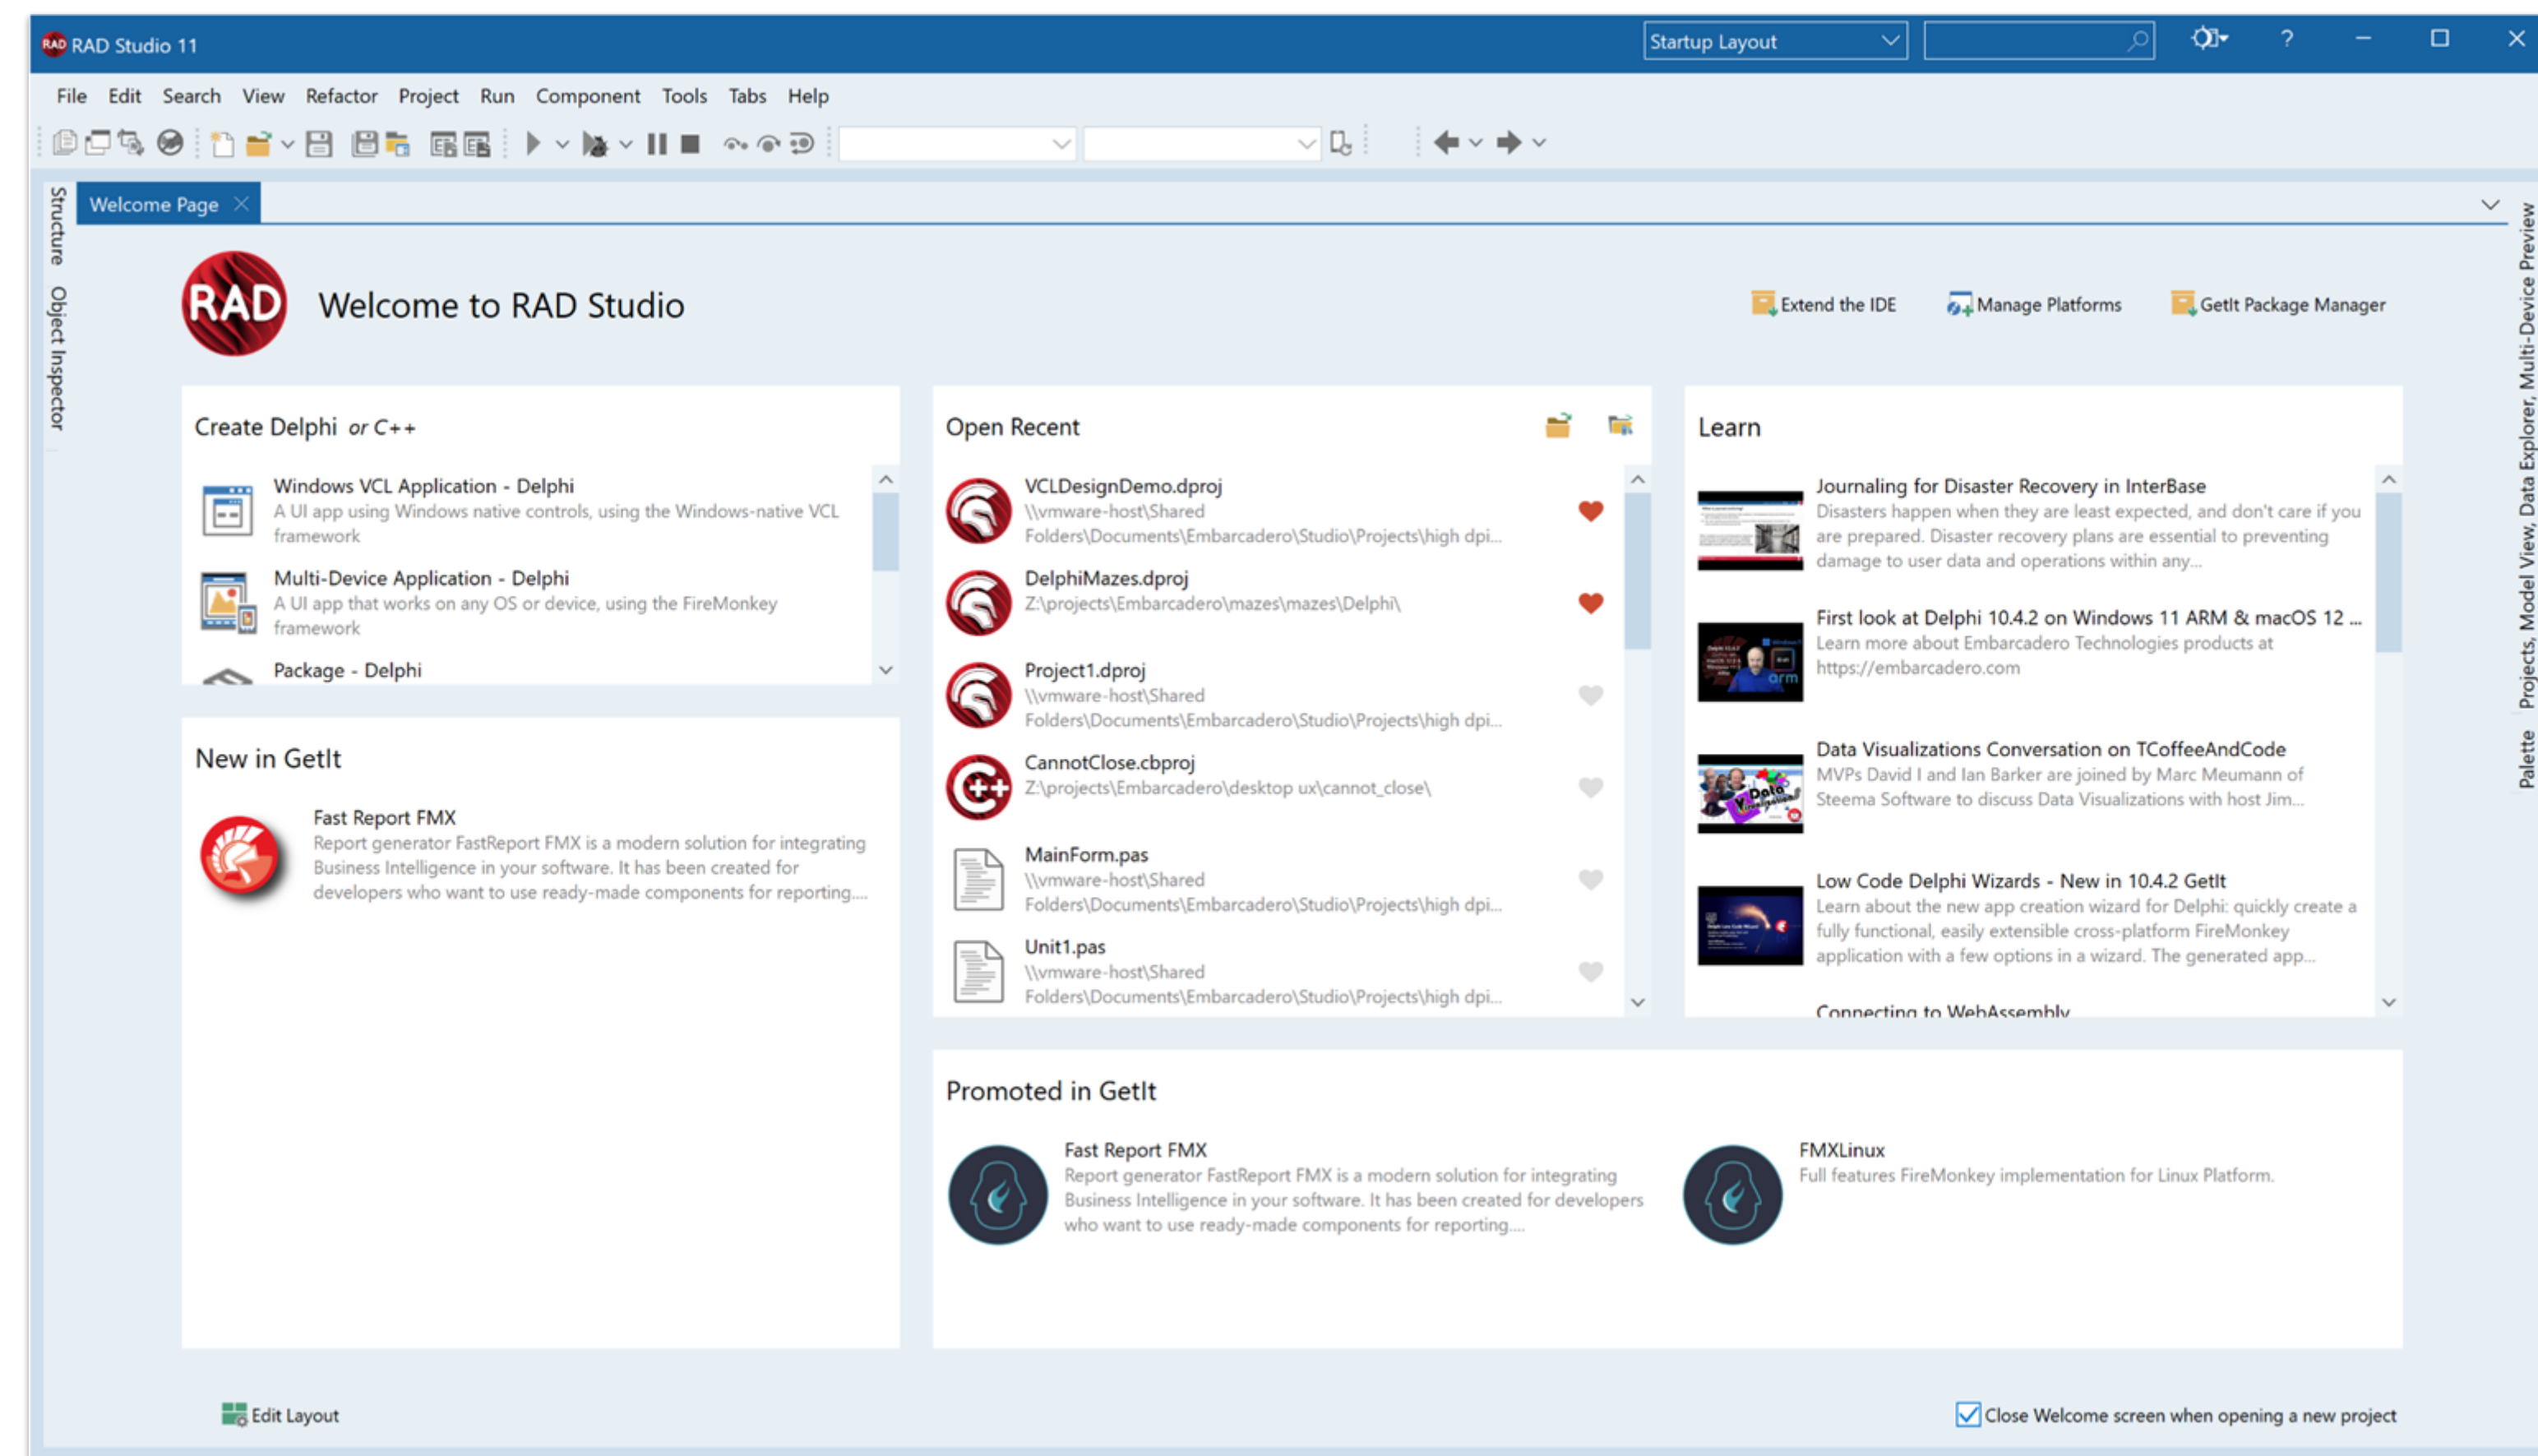 RAD RAD Studio 11
Startup Layout
File Edit Search View Refactor Project Run Component Tools Tabs Help
Structure
Object Inspector
Welcome Page
RAD
Welcome to RAD Studio
Extend the IDE
Manage Platforms
GetIt Package Manager
Create Delphi or C++
Windows VCL Application - Delphi
A UI app using Windows native controls, using the Windows-native VCL
framework
Multi-Device Application - Delphi
A UI app that works on any OS or device, using the FireMonkey
framework
Package - Delphi
New in GetIt
Fast Report FMX
Report generator FastReport FMX is a modern solution for integrating
Business Intelligence in your software. It has been created for
developers who want to use ready-made components for reporting....
Open Recent
VCLDesignDemo.dproj
\\vmware-host\Shared
Folders\Documents\Embarcadero\Studio\Projects\high dpi...
DelphiMazes.dproj
Z:\projects\Embarcadero\mazes\mazes\Delphi\
Project1.dproj
\\vmware-host\Shared
Folders\Documents\Embarcadero\Studio\Projects\high dpi...
C++
CannotClose.cbproj
Z:\projects\Embarcadero\desktop ux\cannot_close\
MainForm.pas
\\vmware-host\Shared
Folders\Documents\Embarcadero\Studio\Projects\high dpi...
Unit1.pas
\\vmware-host\Shared
Folders\Documents\Embarcadero\Studio\Projects\high dpi...
Learn
Journaling for Disaster Recovery in InterBase
Disasters happen when they are least expected, and don't care if you
are prepared. Disaster recovery plans are essential to preventing
damage to user data and operations within any...
arm
First look at Delphi 10.4.2 on Windows 11 ARM & macOS 12 ...
Learn more about Embarcadero Technologies products at
https://embarcadero.com
Data
Data Visualizations Conversation on TCoffeeAndCode
MVPs David I and Ian Barker are joined by Marc Meumann of
Steema Software to discuss Data Visualizations with host Jim...
Low Code Delphi Wizards - New in 10.4.2 GetIt
Learn about the new app creation wizard for Delphi: quickly create a
fully functional, easily extensible cross-platform FireMonkey
application with a few options in a wizard. The generated app...
Connecting to WebAssembly
Promoted in GetIt
Fast Report FMX
Report generator FastReport FMX is a modern solution for integrating
Business Intelligence in your software. It has been created for developers
who want to use ready-made components for reporting....
FMXLinux
Full features FireMonkey implementation for Linux Platform.
Projects, Model View, Data Explorer, Multi-Device Preview
Palette
Edit Layout
Close Welcome screen when opening a new project